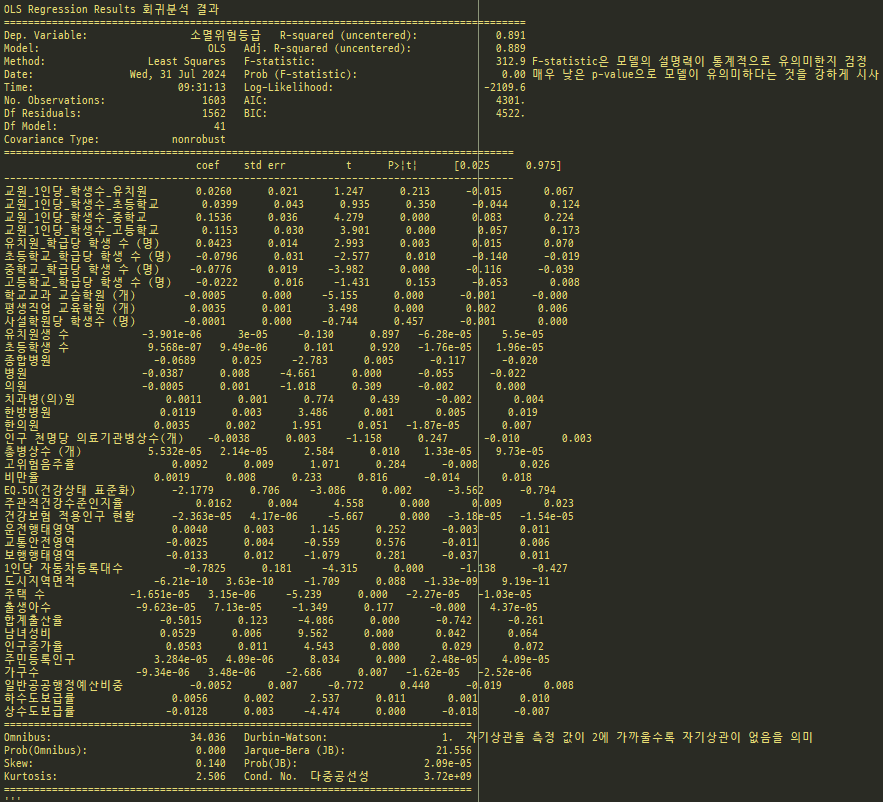 OLS Regression Results 회귀분석 결과
==============================================================================
Dep. Variable: 소멸위험등급 R-squared (uncentered): 0.891
Model: OLS Adj. R-squared (uncentered): 0.889
Method: Least Squares F-statistic: 312.9 F-statistic은 모델의 설명력이 통계적으로 유의미한지 검정
Date: Wed, 31 Jul 2024 Prob (F-statistic): 0.00 매우 낮은 p-value으로 모델이 유의미하다는 것을 강하게 시사
Time: 09:31:13 Log-Likelihood: -2109.6
No. Observations: 1603 AIC: 4301.
Df Residuals: 1562 BIC: 4522.
Df Model: 41
Covariance Type: nonrobust
==============================================================================
coef std err t P>|t| [0.025 0.975]
------------------------------------------------------------------------------
교원_1인당_학생수_유치원 0.0260 0.021 1.247 0.213 -0.015 0.067
교원_1인당_학생수_초등학교 0.0399 0.043 0.935 0.350 -0.044 0.124
교원_1인당_학생수_중학교 0.1536 0.036 4.279 0.000 0.083 0.224
교원_1인당_학생수_고등학교 0.1153 0.030 3.901 0.000 0.057 0.173
유치원_학급당 학생 수 (명) 0.0423 0.014 2.993 0.003 0.015 0.070
초등학교_학급당 학생 수 (명) -0.0796 0.031 -2.577 0.010 -0.140 -0.019
중학교_학급당 학생 수 (명) -0.0776 0.019 -3.982 0.000 -0.116 -0.039
고등학교_학급당 학생 수 (명) -0.0222 0.016 -1.431 0.153 -0.053 0.008
학교교과 교습학원 (개) -0.0005 0.000 -5.155 0.000 -0.001 -0.000
평생직업 교육학원 (개) 0.0035 0.001 3.498 0.000 0.002 0.006
사설학원당 학생수 (명) -0.0001 0.000 -0.744 0.457 -0.001 0.000
유치원생 수 -3.901e-06 3e-05 -0.130 0.897 -6.28e-05 5.5e-05
초등학생 수 9.568e-07 9.49e-06 0.101 0.920 -1.76e-05 1.96e-05
종합병원 -0.0689 0.025 -2.783 0.005 -0.117 -0.020
병원 -0.0387 0.008 -4.661 0.000 -0.055 -0.022
의원 -0.0005 0.001 -1.018 0.309 -0.002 0.000
치과병(의)원 0.0011 0.001 0.774 0.439 -0.002 0.004
한방병원 0.0119 0.003 3.486 0.001 0.005 0.019
한의원 0.0035 0.002 1.951 0.051 -1.87e-05 0.007
인구 천명당 의료기관병상수(개) -0.0038 0.003 -1.158 0.247 -0.010 0.003
총병상수 (개) 5.532e-05 2.14e-05 2.584 0.010 1.33e-05 9.73e-05
고위험음주율 0.0092 0.009 1.071 0.284 -0.008 0.026
비만율 0.0019 0.008 0.233 0.816 -0.014 0.018
EQ.5D(건강상태 표준화) -2.1779 0.706 -3.086 0.002 -3.562 -0.794
주관적건강수준인지율 0.0162 0.004 4.558 0.000 0.009 0.023
건강보험 적용인구 현황 -2.363e-05 4.17e-06 -5.667 0.000 -3.18e-05 -1.54e-05
운전행태영역 0.0040 0.003 1.145 0.252 -0.003 0.011
교통안전영역 -0.0025 0.004 -0.559 0.576 -0.011 0.006
보행행태영역 -0.0133 0.012 -1.079 0.281 -0.037 0.011
1인당 자동차등록대수 -0.7825 0.181 -4.315 0.000 -1.138 -0.427
도시지역면적 -6.21e-10 3.63e-10 -1.709 0.088 -1.33e-09 9.19e-11
주택 수 -1.651e-05 3.15e-06 -5.239 0.000 -2.27e-05 -1.03e-05
출생아수 -9.623e-05 7.13e-05 -1.349 0.177 -0.000 4.37e-05
합계출산율 -0.5015 0.123 -4.086 0.000 -0.742 -0.261
남녀성비 0.0529 0.006 9.562 0.000 0.042 0.064
인구증가율 0.0503 0.011 4.543 0.000 0.029 0.072
주민등록인구 3.284e-05 4.09e-06 8.034 0.000 2.48e-05 4.09e-05
가구수 -9.34e-06 3.48e-06 -2.686 0.007 -1.62e-05 -2.52e-06
일반공공행정예산비중 -0.0052 0.007 -0.772 0.440 -0.019 0.008
하수도보급률 0.0056 0.002 2.537 0.011 0.001 0.010
상수도보급률 -0.0128 0.003 -4.474 0.000 -0.018 -0.007
==============================================================================
Omnibus: 34.036 Durbin-Watson: 1. 자기상관을 측정 값이 2에 가까울수록 자기상관이 없음을 의미
Prob(Omnibus): 0.000 Jarque-Bera (JB): 21.556
Skew: 0.140 Prob(JB): 2.09e-05
Kurtosis: 2.506 Cond. No. 다중공선성 3.72e+09
==============================================================================
'''